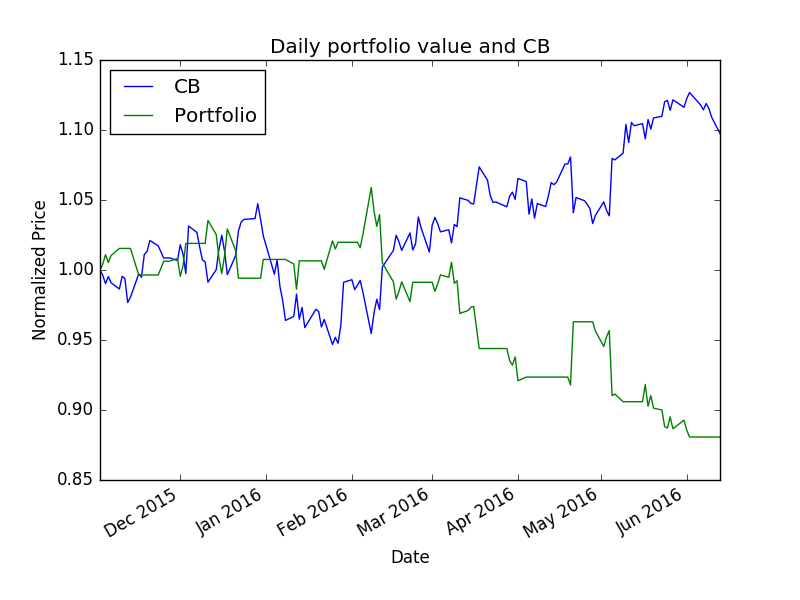 Daily portfolio value and CB
1.15
1.10
1.05
1.00
0.95
0.90
0.85
Normalized Price
CB
Portfolio
Dec 2015
Jan 2016
Feb 2016
Mar 2016
Apr 2016
May 2016
Jun 2016
Date